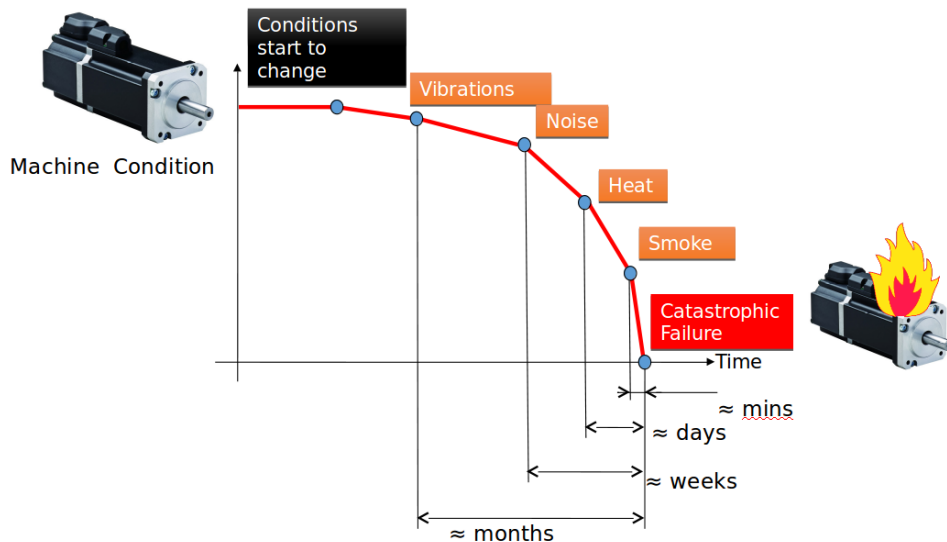 Conditions
start to
change
Vibrations
Noise
Machine Condition
Heat
Smoke
Catastrophic
Failure
Time
≈ mins
≈ days
≈ weeks
≈ months